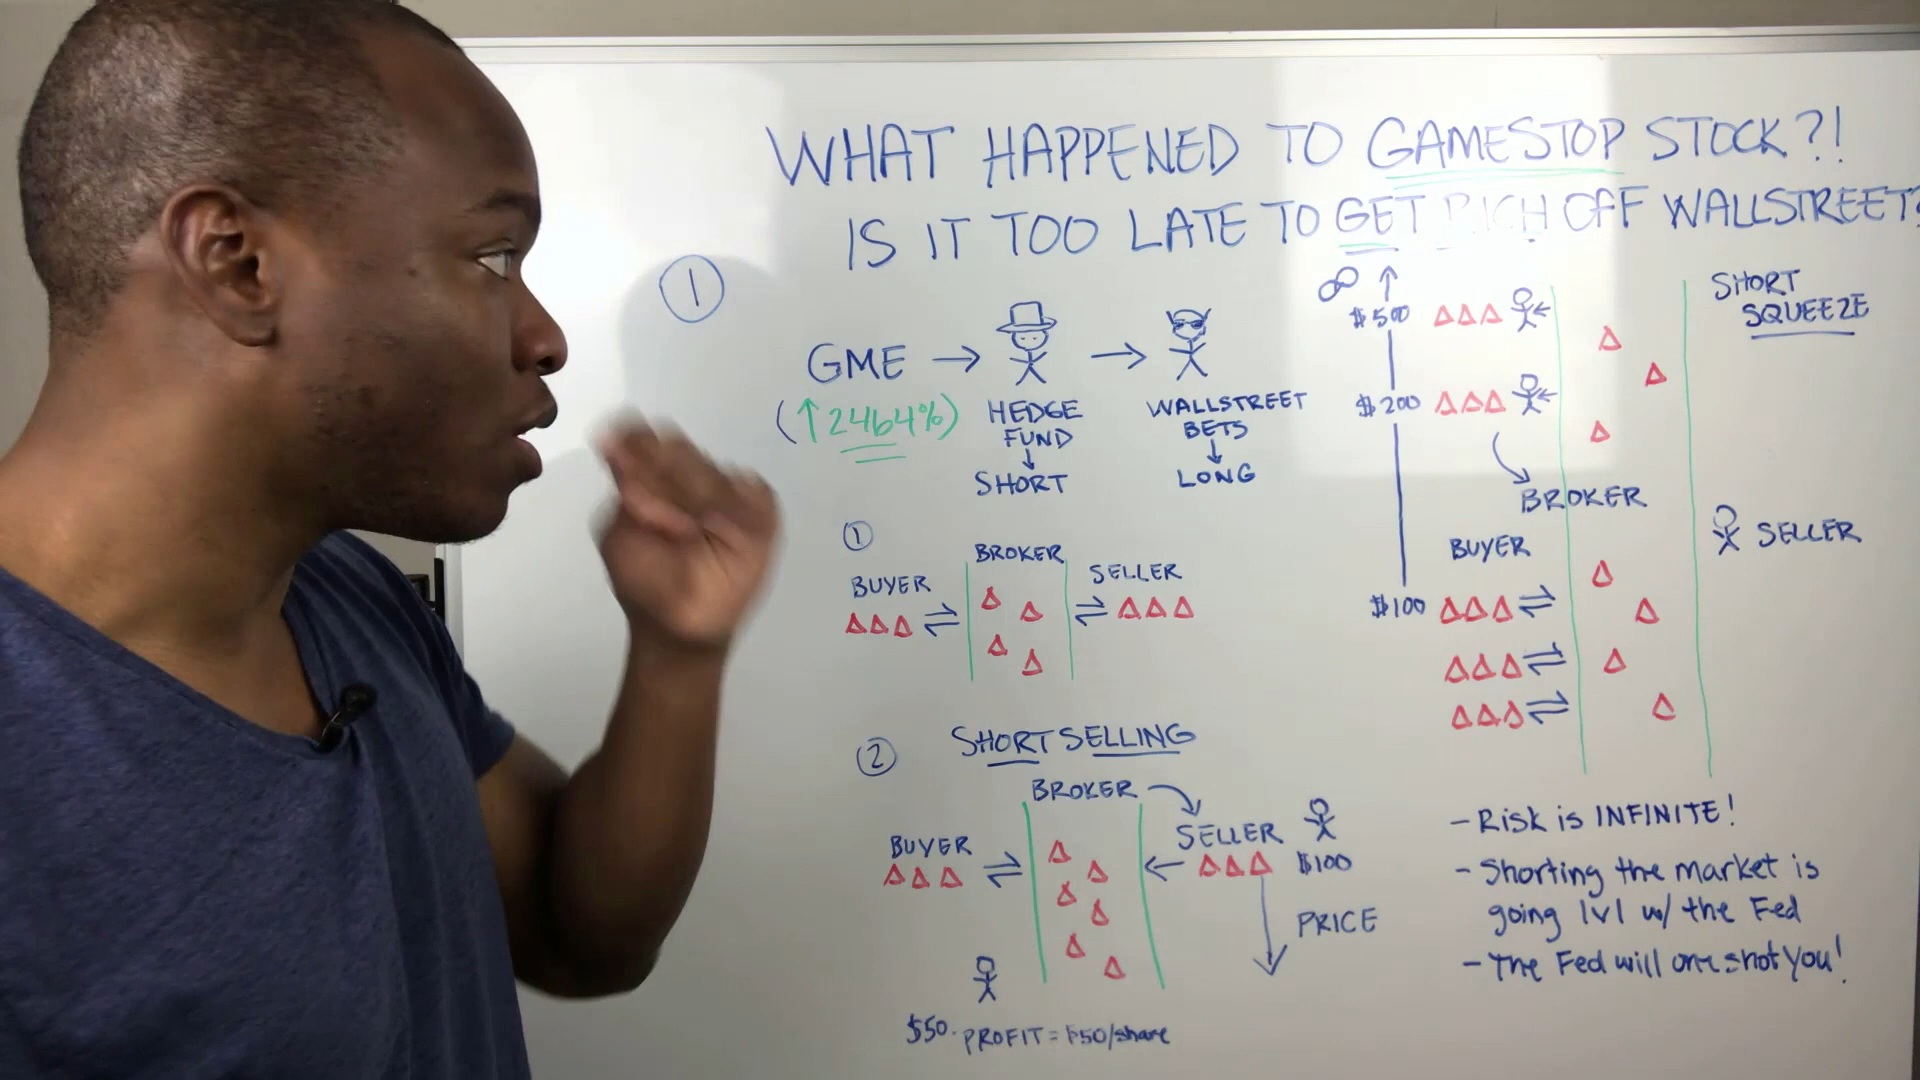 WHAT HAPPENED TO GAMESTOP STOCK?!
IS IT TOO LATE TO GET RICH OFF WALLSTREET?
1
GME → → 
(↑2464%)
HEDGE
FUND
↓
SHORT
WALLSTREET
BETS
↓
LONG
1
BROKER
BUYER
SELLER
2
SHORT SELLING
BROKER
BUYER
SELLER
$100
PRICE
$50. PROFIT = $50/share
SHORT
SQUEEZE
∞ ↑
$500
$200
BROKER
SELLER
BUYER
$100
- Risk is INFINITE!
- Shorting the market is
going 1v1 w/ the Fed
- The Fed will one shot you!